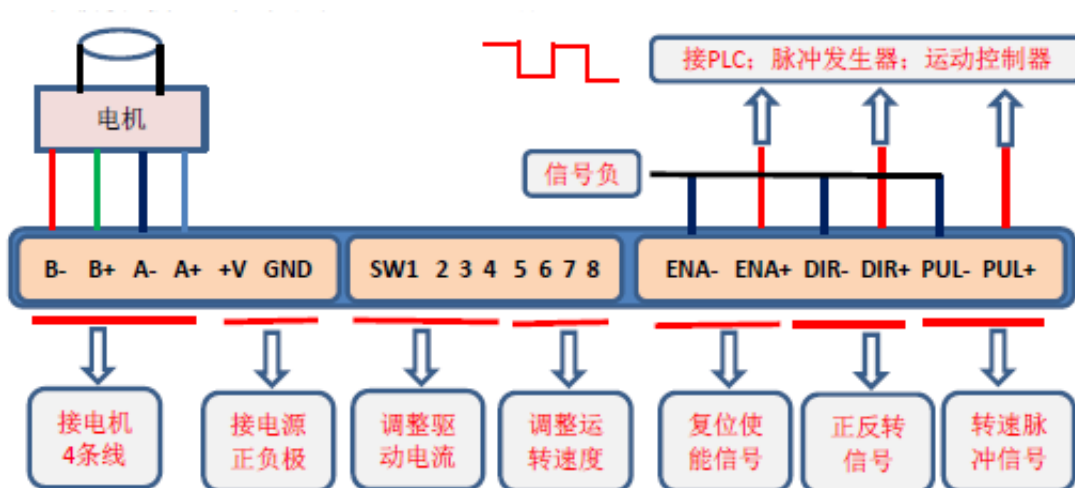 接PLC；脉冲发生器；运动控制器
电机
信号负
B- B+ A- A+ +V GND SW1 2 3 4 5 6 7 8 ENA- ENA+ DIR- DIR+ PUL- PUL+
接电机
4条线
接电源
正负极
调整驱
动电流
调整运
转速度
复位使
能信号
正反转
信号
转速脉
冲信号